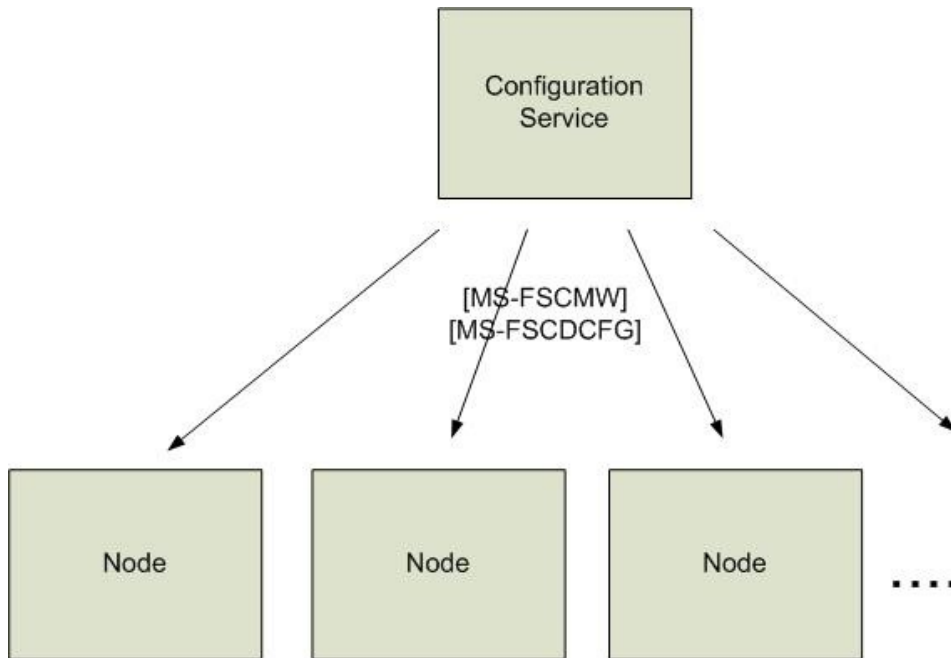 Configuration
Service
[MS-FSCMW]
[MS-FSCDCFG]
Node
Node
Node
....